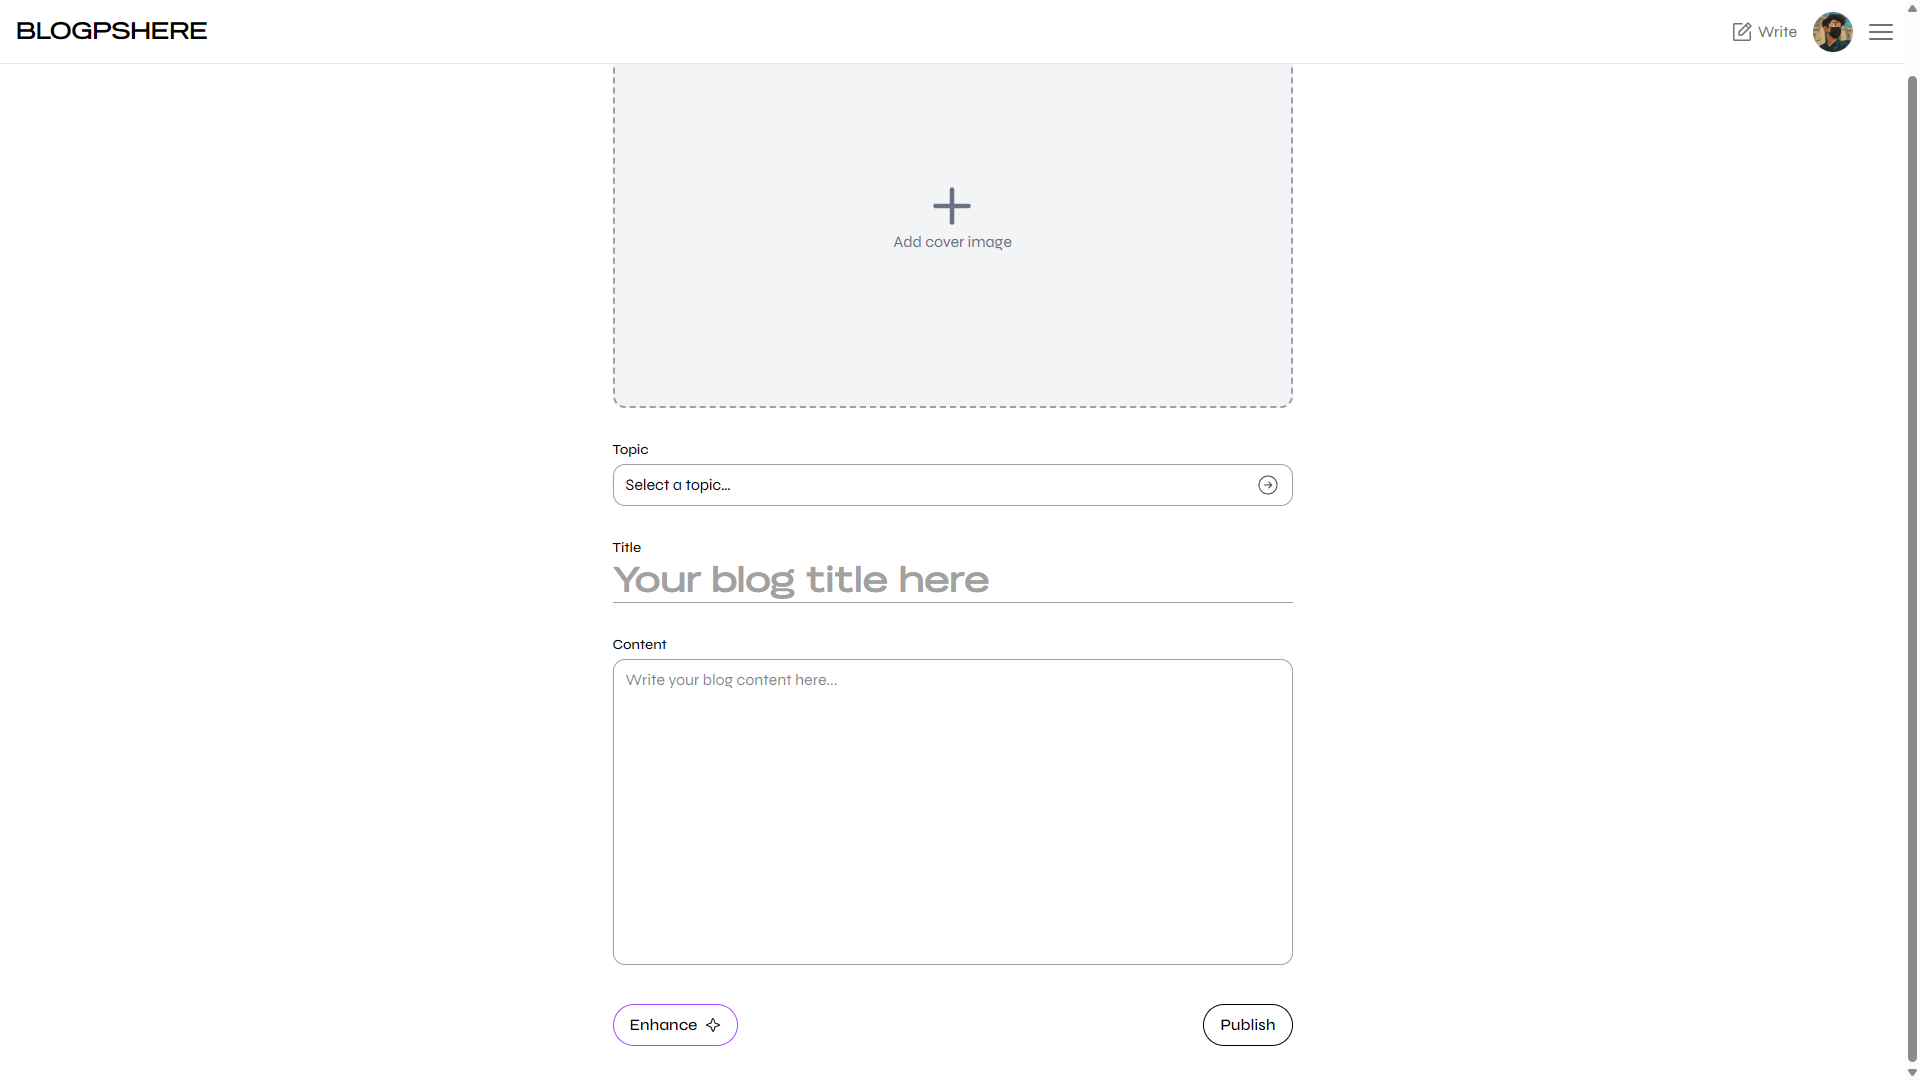 BLOGPSHERE
Write
Add cover image
Topic
Select a topic...
Title
Your blog title here
Content
Write your blog content here...
Enhance
Publish